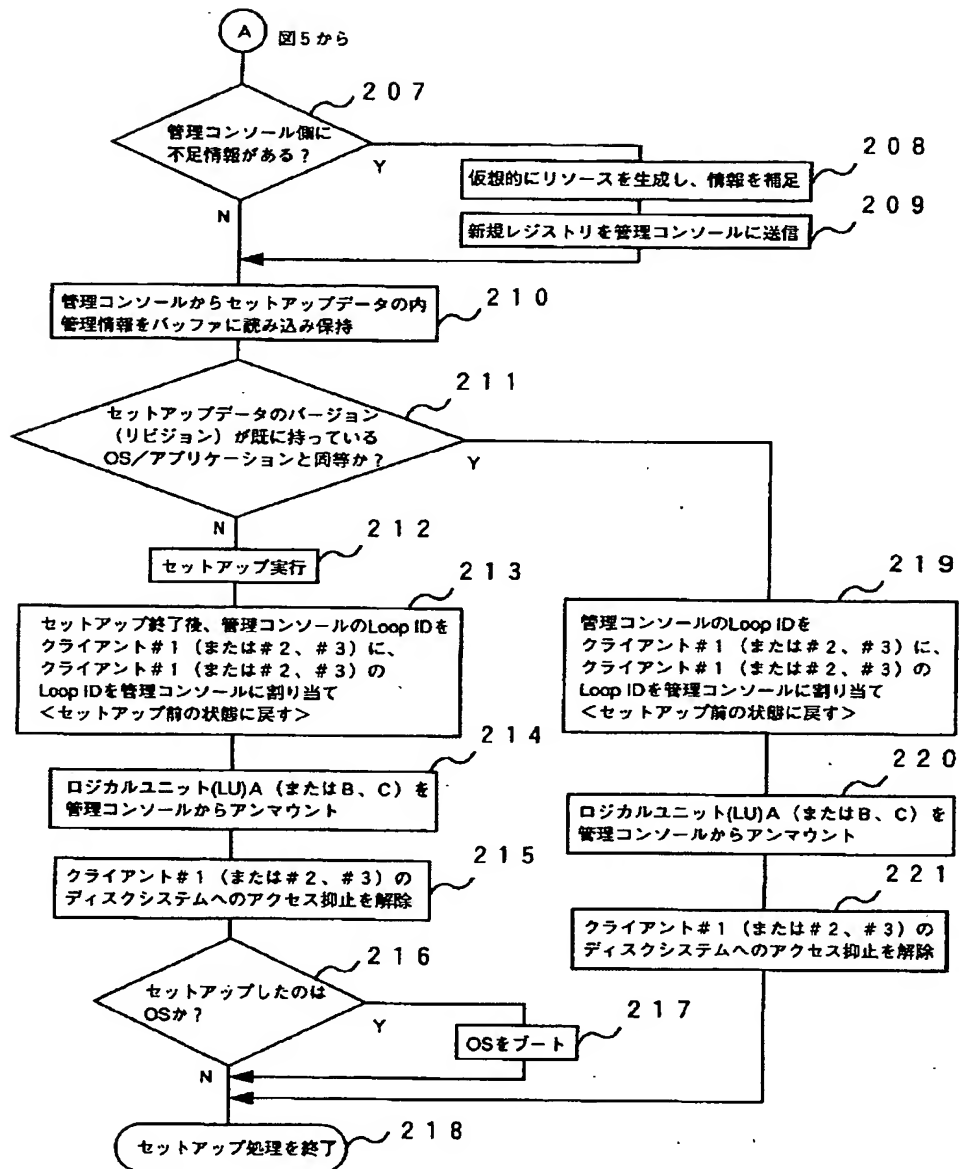 A 図5から
207
管理コンソール側に
不足情報がある？
Y
N
208
仮想的にリソースを生成し、情報を補足
209
新規レジストリを管理コンソールに送信
210
管理コンソールからセットアップデータの内
管理情報をバッファに読み込み保持
211
セットアップデータのバージョン
（リビジョン）が既に持っている
OS／アプリケーションと同等か？
Y
N
212
セットアップ実行
213
セットアップ終了後、管理コンソールのLoop IDを
クライアント＃1（または＃2、＃3）に、
クライアント＃1（または＃2、＃3）の
Loop IDを管理コンソールに割り当て
＜セットアップ前の状態に戻す＞
214
ロジカルユニット(LU)A（またはB、C）を
管理コンソールからアンマウント
215
クライアント＃1（または＃2、＃3）の
ディスクシステムへのアクセス抑止を解除
216
セットアップしたのは
OSか？
Y
N
217
OSをブート
218
セットアップ処理を終了
219
管理コンソールのLoop IDを
クライアント＃1（または＃2、＃3）に、
クライアント＃1（または＃2、＃3）の
Loop IDを管理コンソールに割り当て
＜セットアップ前の状態に戻す＞
220
ロジカルユニット(LU)A（またはB、C）を
管理コンソールからアンマウント
221
クライアント＃1（または＃2、＃3）の
ディスクシステムへのアクセス抑止を解除